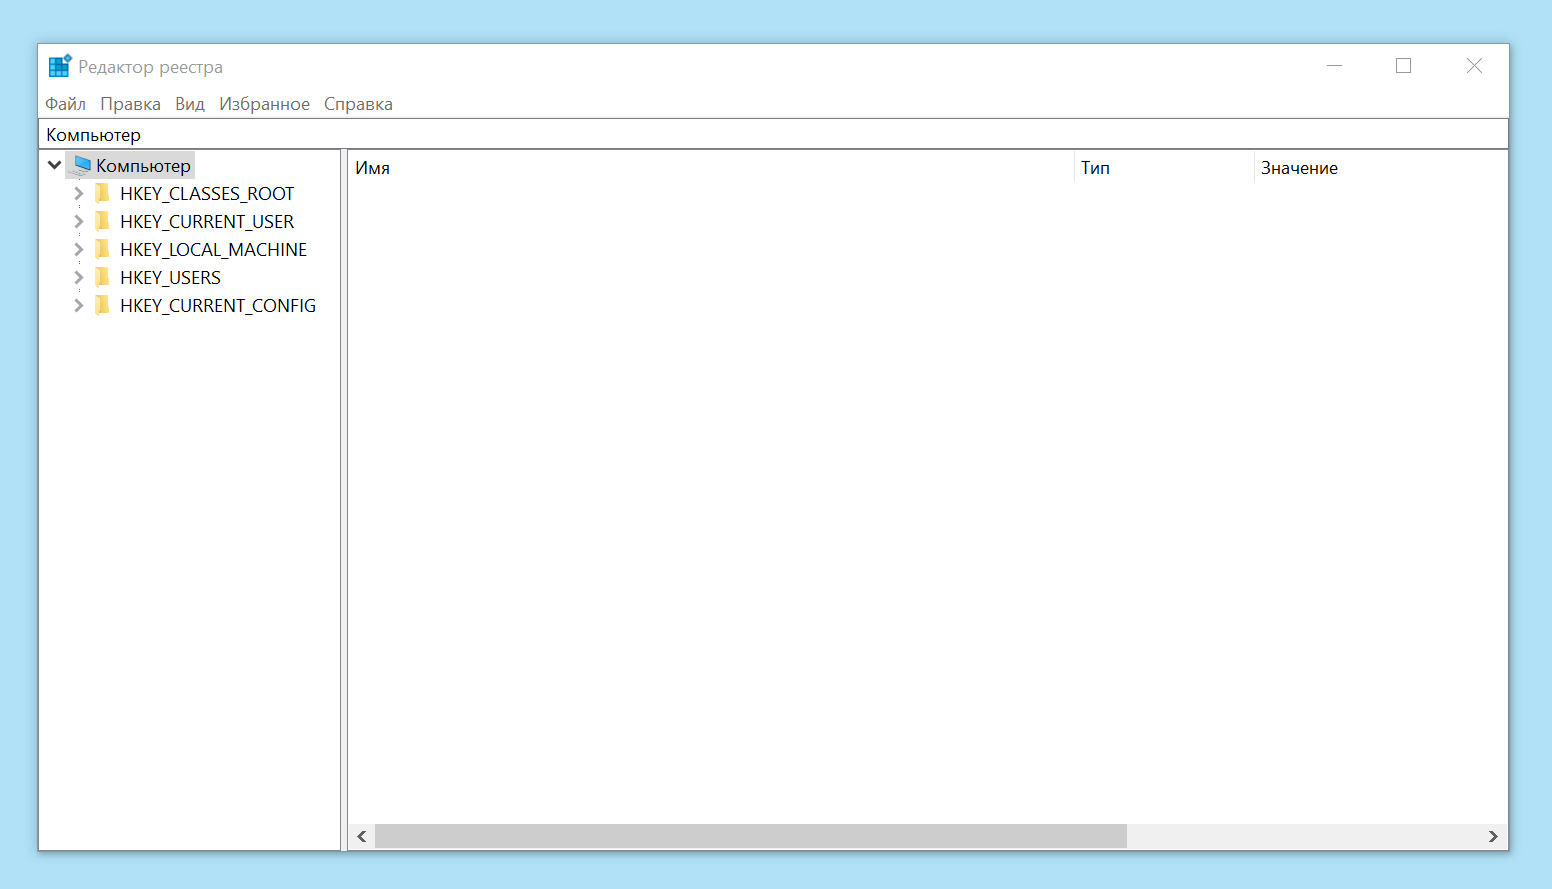 Редактор реестра
Файл Правка Вид Избранное Справка
Компьютер
Компьютер
HKEY_CLASSES_ROOT
HKEY_CURRENT_USER
HKEY_LOCAL_MACHINE
HKEY_USERS
HKEY_CURRENT_CONFIG
Имя Тип Значение